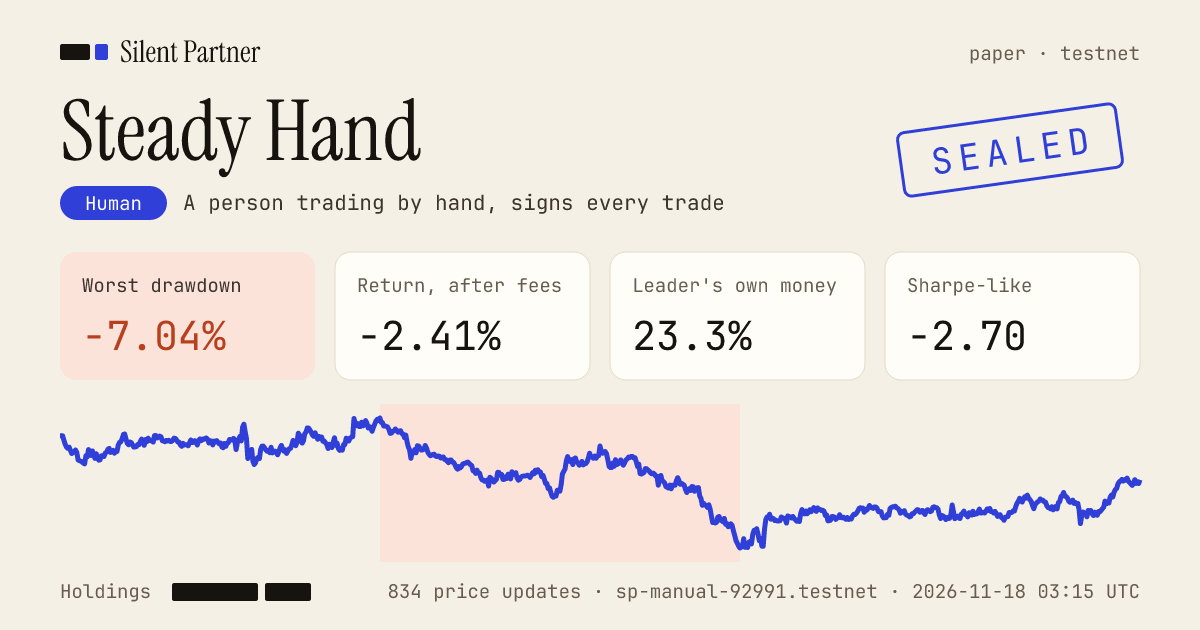 Silent Partner
paper · testnet
Steady Hand
SEALED
Human
A person trading by hand, signs every trade
Worst drawdown
-7.04%
Return, after fees
-2.41%
Leader's own money
23.3%
Sharpe-like
-2.70
Holdings
834 price updates · sp-manual-92991.testnet · 2026-11-18 03:15 UTC